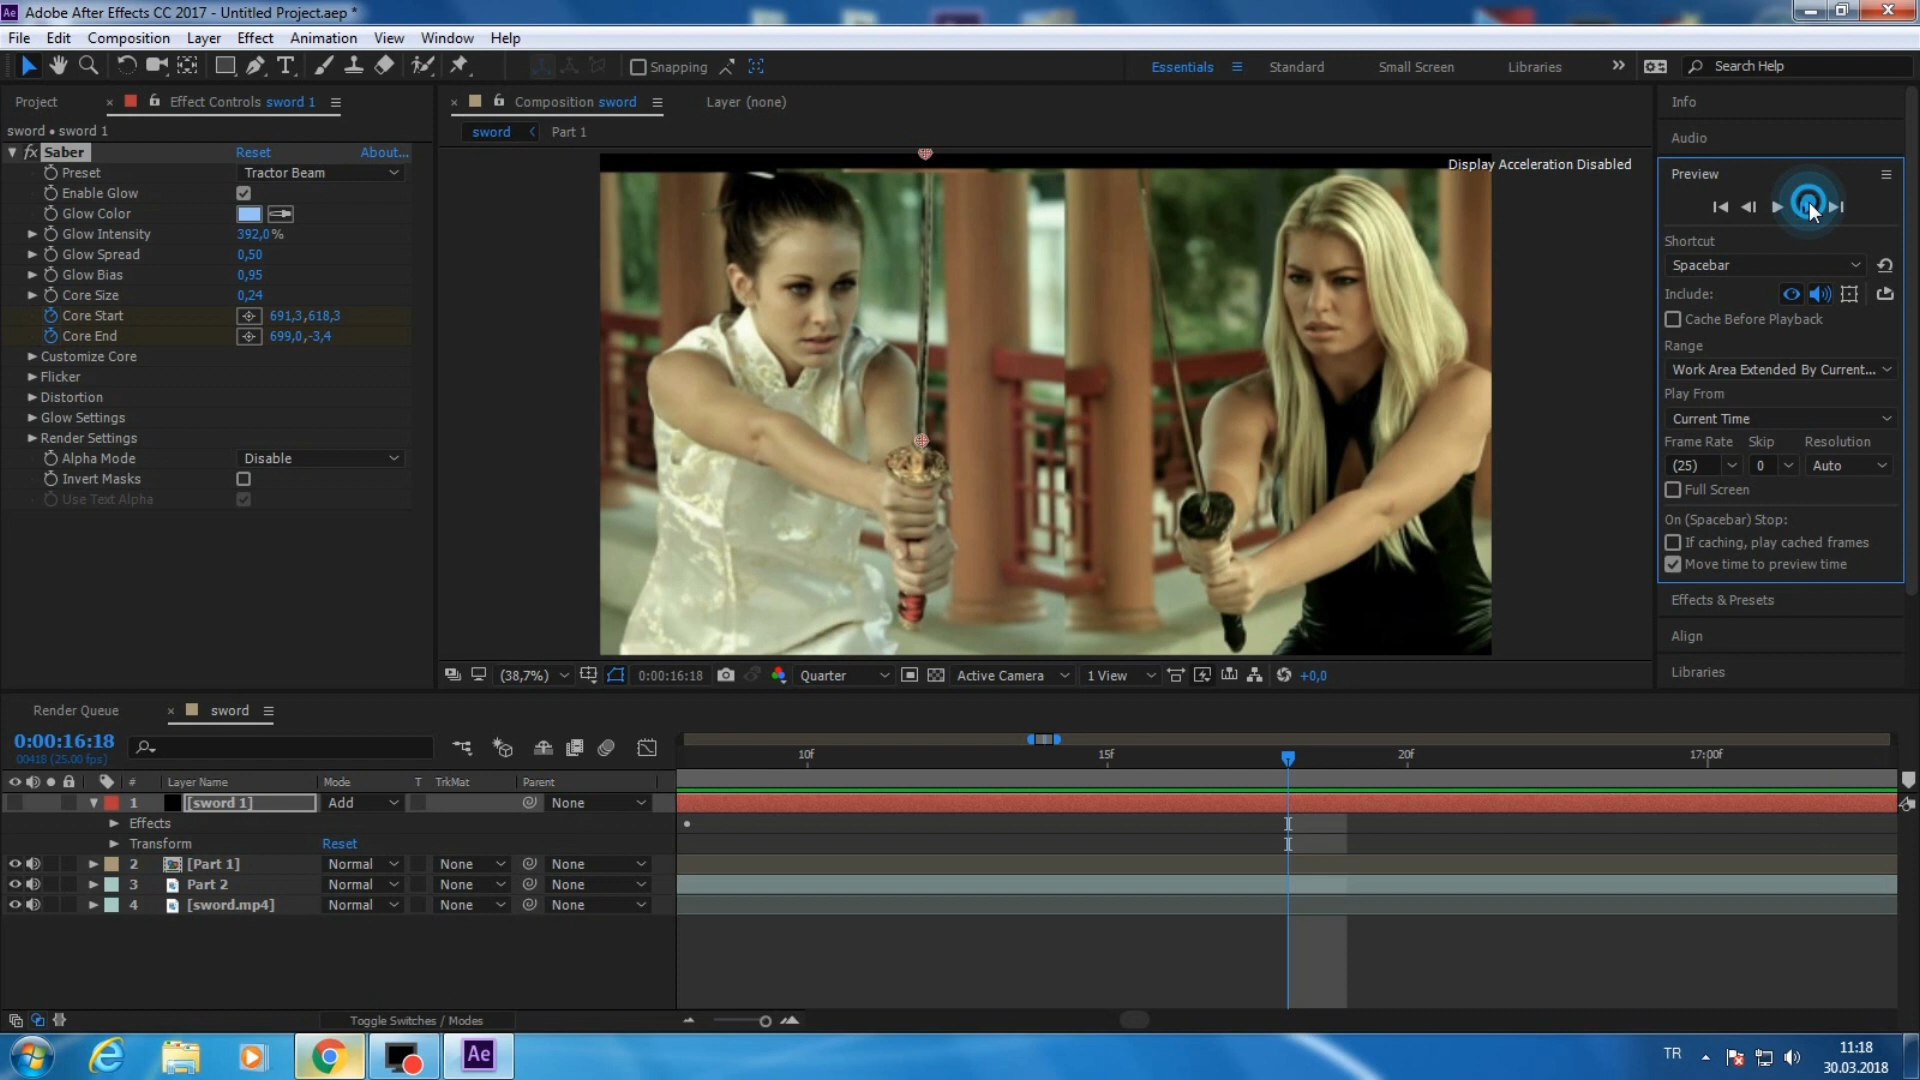 Adobe After Effects CC 2017 - Untitled Project.aep *
File Edit Composition Layer Effect Animation View Window Help
Snapping
Essentials Standard Small Screen Libraries
Search Help
Project
Effect Controls sword 1
sword • sword 1
fx Saber Reset About...
Preset Tractor Beam
Enable Glow
Glow Color
Glow Intensity 392,0 %
Glow Spread 0,50
Glow Bias 0,95
Core Size 0,24
Core Start 691,3,618,3
Core End 699,0,-3,4
Customize Core
Flicker
Distortion
Glow Settings
Render Settings
Alpha Mode Disable
Invert Masks
Use Text Alpha
Composition sword
Layer (none)
sword Part 1
Display Acceleration Disabled
(38,7%) 0:00:16:18 Quarter Active Camera 1 View +0,0
Info
Audio
Preview
Shortcut
Spacebar
Include:
Cache Before Playback
Range
Work Area Extended By Current...
Play From
Current Time
Frame Rate Skip Resolution
(25) 0 Auto
Full Screen
On (Spacebar) Stop:
If caching, play cached frames
Move time to preview time
Effects & Presets
Align
Libraries
Render Queue sword
0:00:16:18
00418 (25.00 fps)
10f 15f 20f 17:00f
# Layer Name Mode T TrkMat Parent
1 [sword 1] Add None
Effects
Transform Reset
2 [Part 1] Normal None None
3 Part 2 Normal None None
4 [sword.mp4] Normal None None
Toggle Switches / Modes
Ae
TR
11:18
30.03.2018